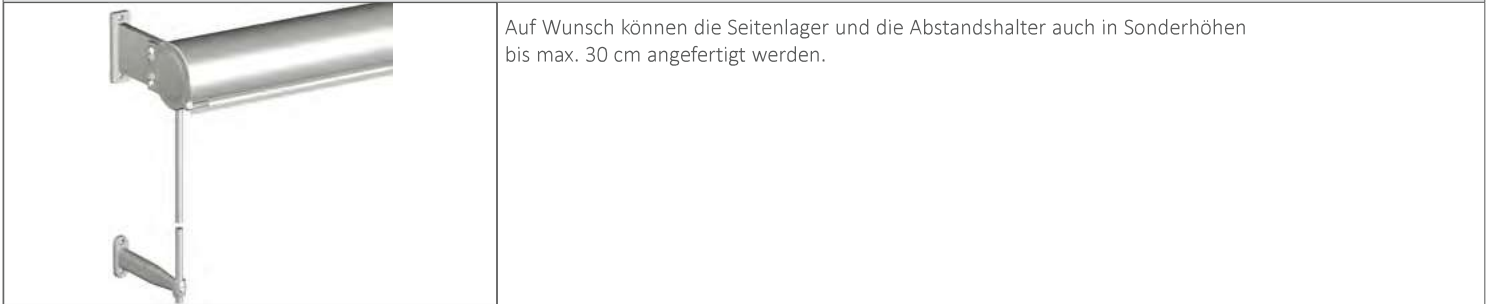 Auf Wunsch können die Seitenlager und die Abstandshalter auch in Sonderhöhen
bis max. 30 cm angefertigt werden.